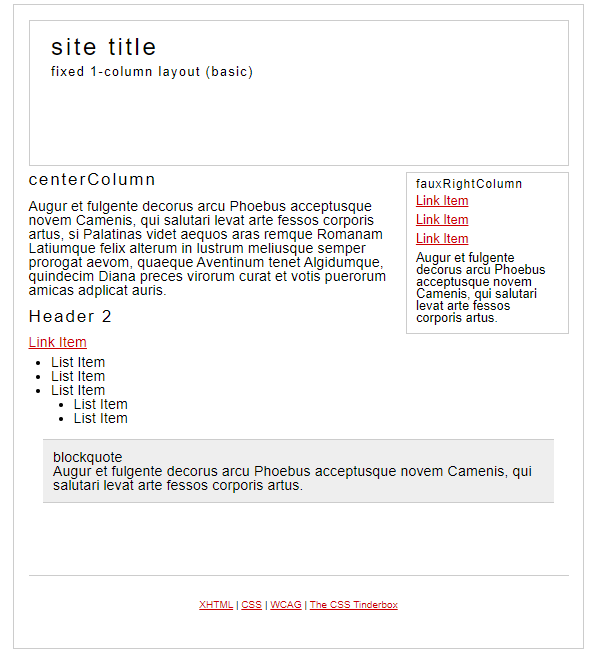 site title
fixed 1-column layout (basic)
centerColumn
Augur et fulgente decorus arcu Phoebus acceptusque
novem Camenis, qui salutari levat arte fessos corporis
artus, si Palatinas videt aequos aras remque Romanam
Latiumque felix alterum in lustrum meliusque semper
prorogat aevom, quaeque Aventinum tenet Algidumque,
quindecim Diana preces virorum curat et votis puerorum
amicas adplicat auris.
Header 2
Link Item
List Item
List Item
List Item
List Item
List Item
fauxRightColumn
Link Item
Link Item
Link Item
Augur et fulgente
decorus arcu Phoebus
acceptusque novem
Camenis, qui salutari
levat arte fessos
corporis artus.
blockquote
Augur et fulgente decorus arcu Phoebus acceptusque novem Camenis, qui
salutari levat arte fessos corporis artus.
XHTML | CSS | WCAG | The CSS Tinderbox